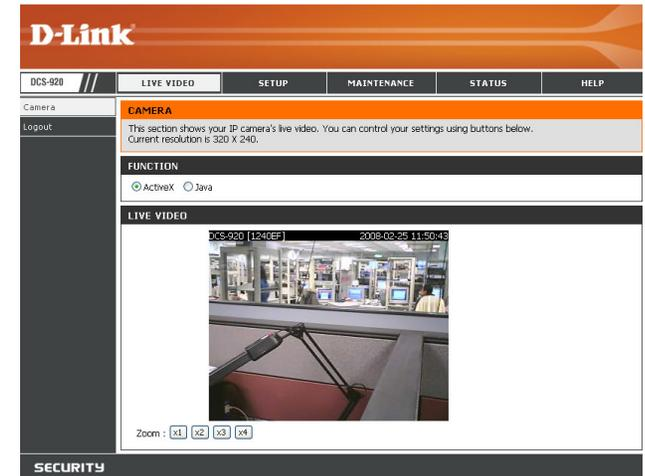 D-Link
DCS-920 // LIVE VIDEO SETUP MAINTENANCE STATUS HELP
Camera
Logout
CAMERA
This section shows your IP camera's live video. You can control your settings using buttons below.
Current resolution is 320 X 240.
FUNCTION
ActiveX Java
LIVE VIDEO
DCS-920 [1240EF] 2008-02-25 11:50:43
Zoom : x1 x2 x3 x4
SECURITY